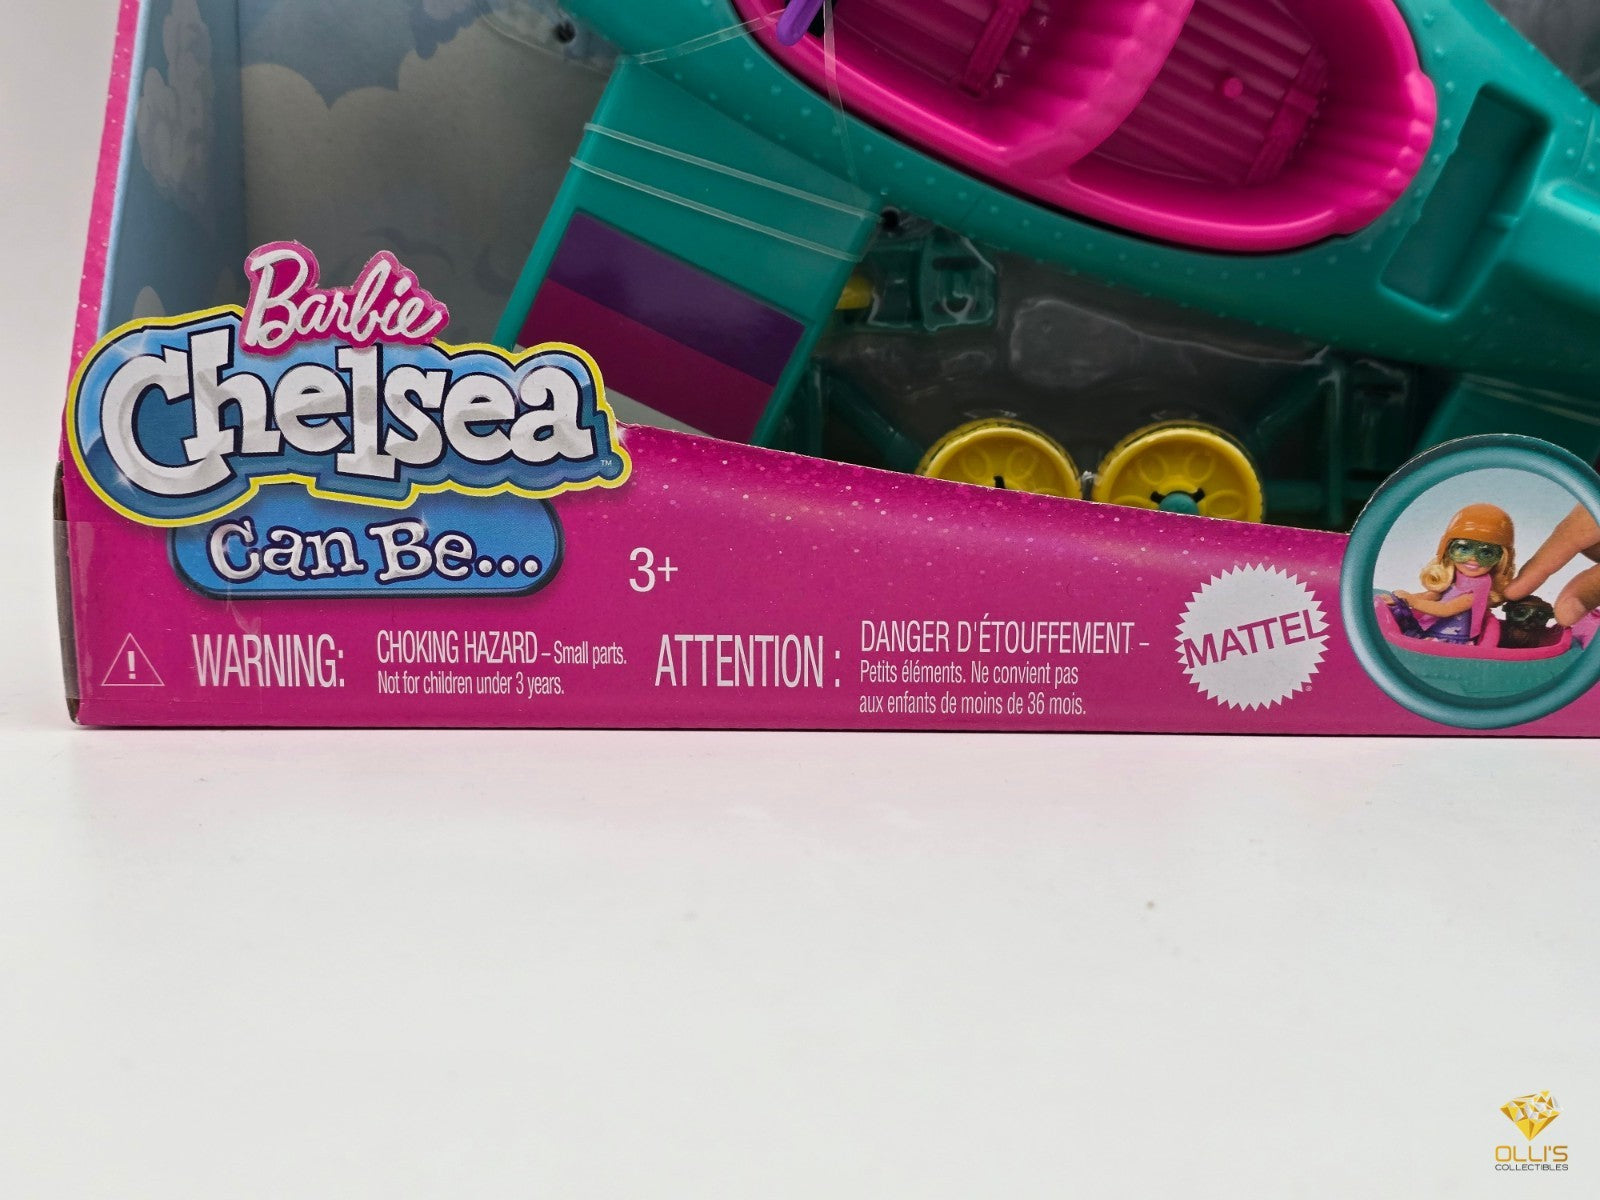 Barbie
Chelsea™
Can Be...
3+
WARNING:
CHOKING HAZARD – Small parts.
Not for children under 3 years.
ATTENTION :
DANGER D'ÉTOUFFEMENT –
Petits éléments. Ne convient pas
aux enfants de moins de 36 mois.
MATTEL®
OLLI'S
COLLECTIBLES